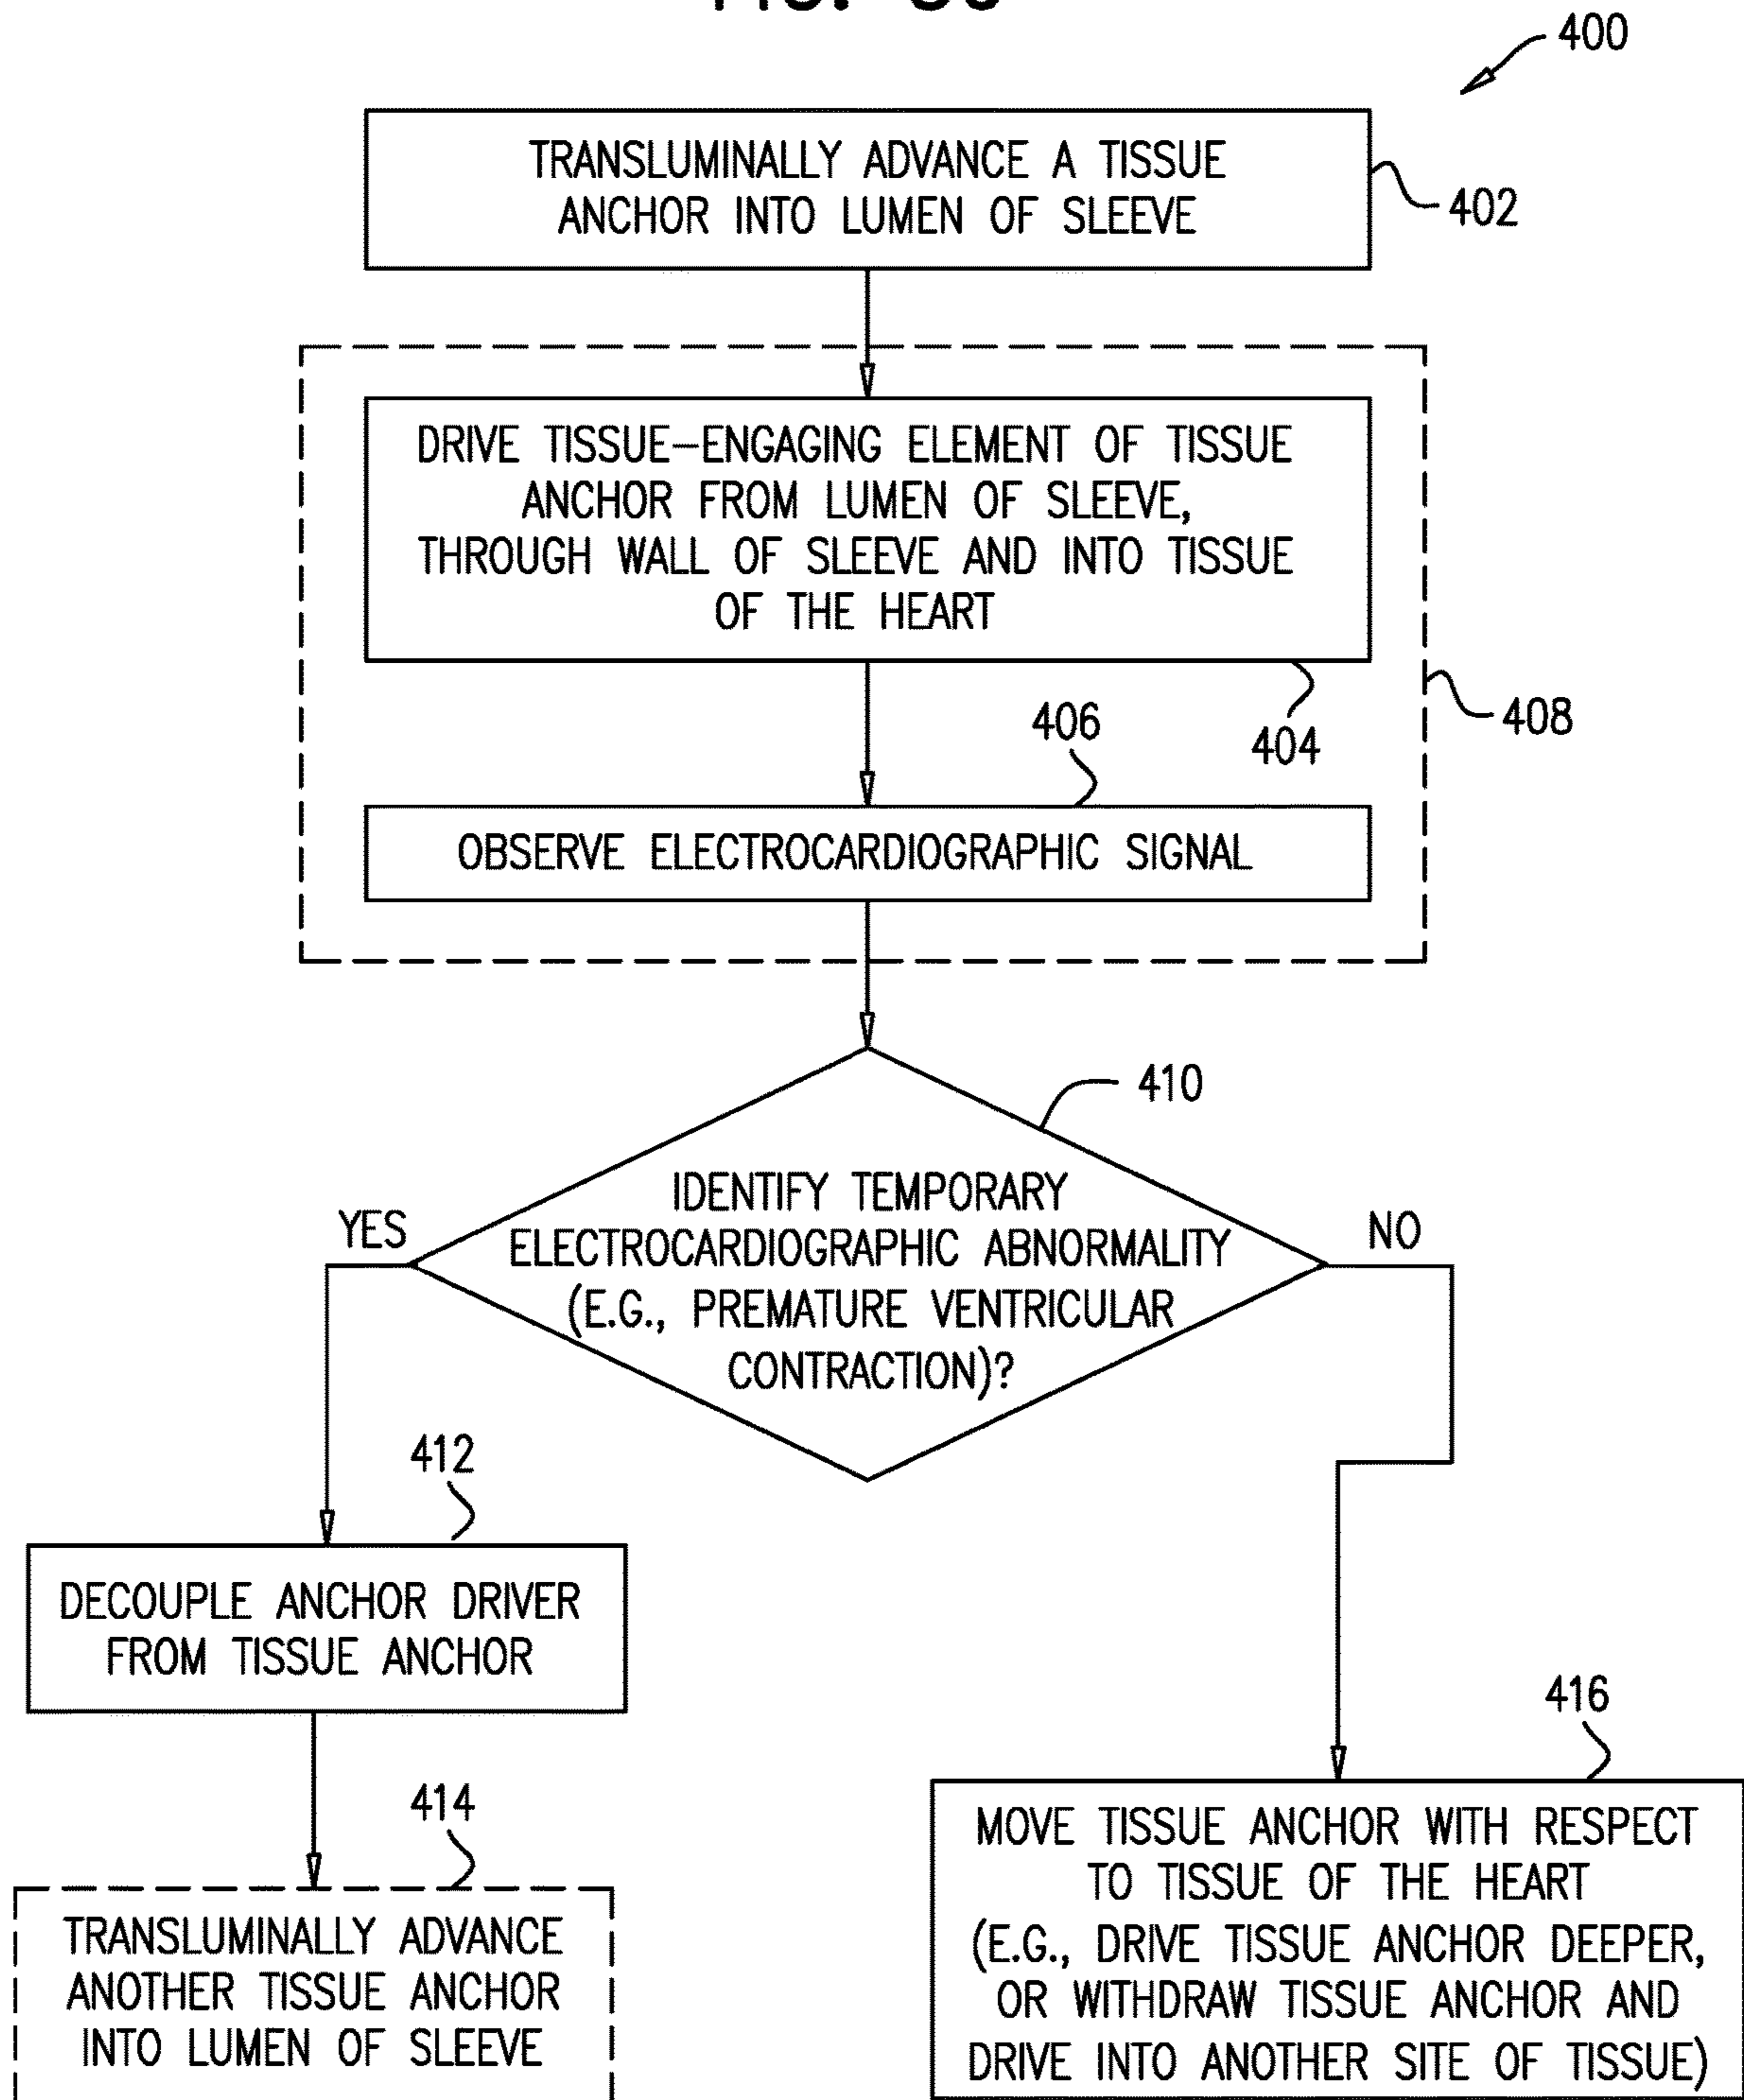 400
TRANSLUMINALLY ADVANCE A TISSUE
ANCHOR INTO LUMEN OF SLEEVE
402
DRIVE TISSUE-ENGAGING ELEMENT OF TISSUE
ANCHOR FROM LUMEN OF SLEEVE,
THROUGH WALL OF SLEEVE AND INTO TISSUE
OF THE HEART
404
408
406
OBSERVE ELECTROCARDIOGRAPHIC SIGNAL
410
IDENTIFY TEMPORARY
ELECTROCARDIOGRAPHIC ABNORMALITY
(E.G., PREMATURE VENTRICULAR
CONTRACTION)?
YES
NO
412
DECOUPLE ANCHOR DRIVER
FROM TISSUE ANCHOR
414
TRANSLUMINALLY ADVANCE
ANOTHER TISSUE ANCHOR
INTO LUMEN OF SLEEVE
416
MOVE TISSUE ANCHOR WITH RESPECT
TO TISSUE OF THE HEART
(E.G., DRIVE TISSUE ANCHOR DEEPER,
OR WITHDRAW TISSUE ANCHOR AND
DRIVE INTO ANOTHER SITE OF TISSUE)